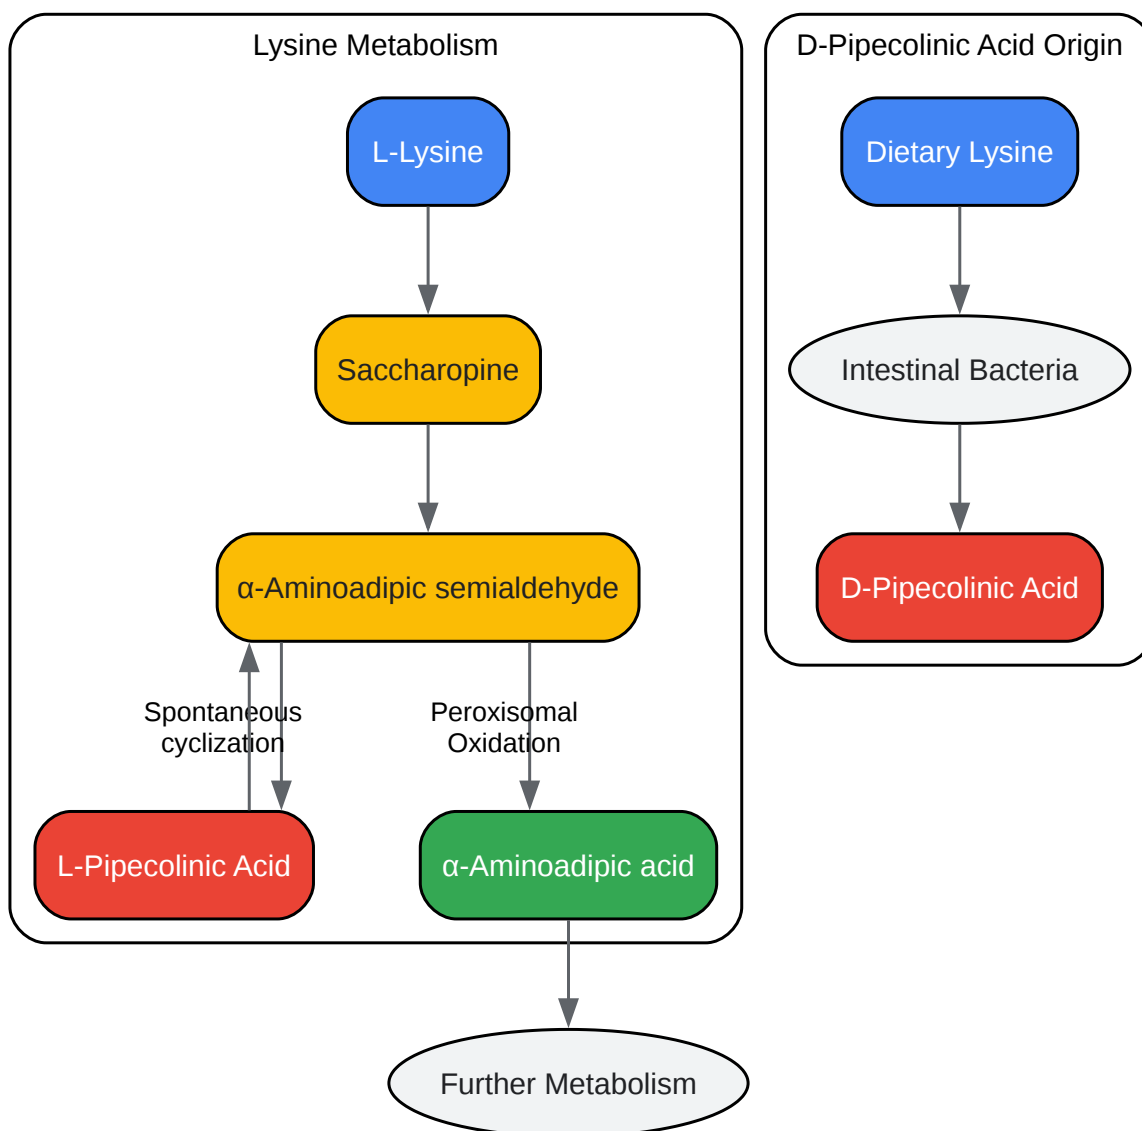 Lysine Metabolism
L-Lysine
Saccharopine
α-Aminoadipic semialdehyde
Spontaneous
cyclization
Peroxisomal
Oxidation
L-Pipecolinic Acid
α-Aminoadipic acid
Further Metabolism
D-Pipecolinic Acid Origin
Dietary Lysine
Intestinal Bacteria
D-Pipecolinic Acid